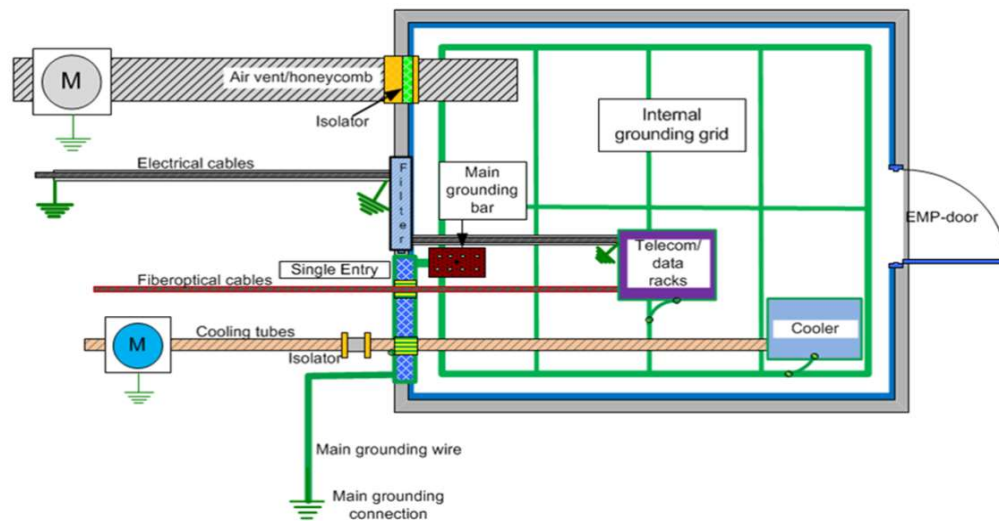 M
Air vent/honeycomb
Isolator
Internal
grounding grid
Electrical cables
Filter
Main
grounding
bar
EMP-door
Telecom/
data
racks
Single Entry
Fiberoptical cables
M
Cooling tubes
Isolator
Cooler
Main grounding wire
Main grounding
connection